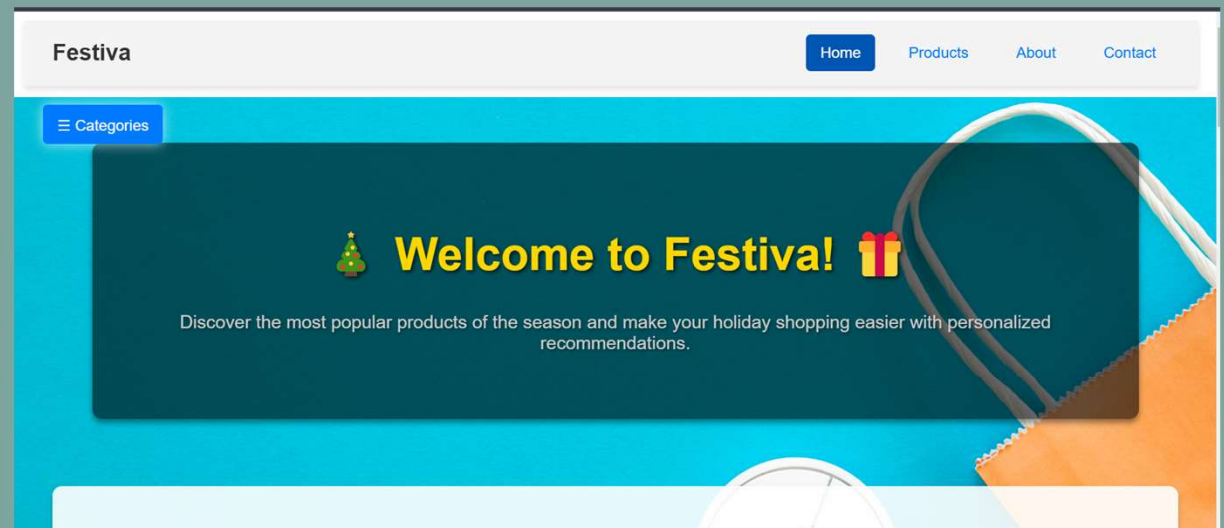 Festiva
Home Products About Contact
☰ Categories
🎄 Welcome to Festiva! 🎁
Discover the most popular products of the season and make your holiday shopping easier with personalized
recommendations.